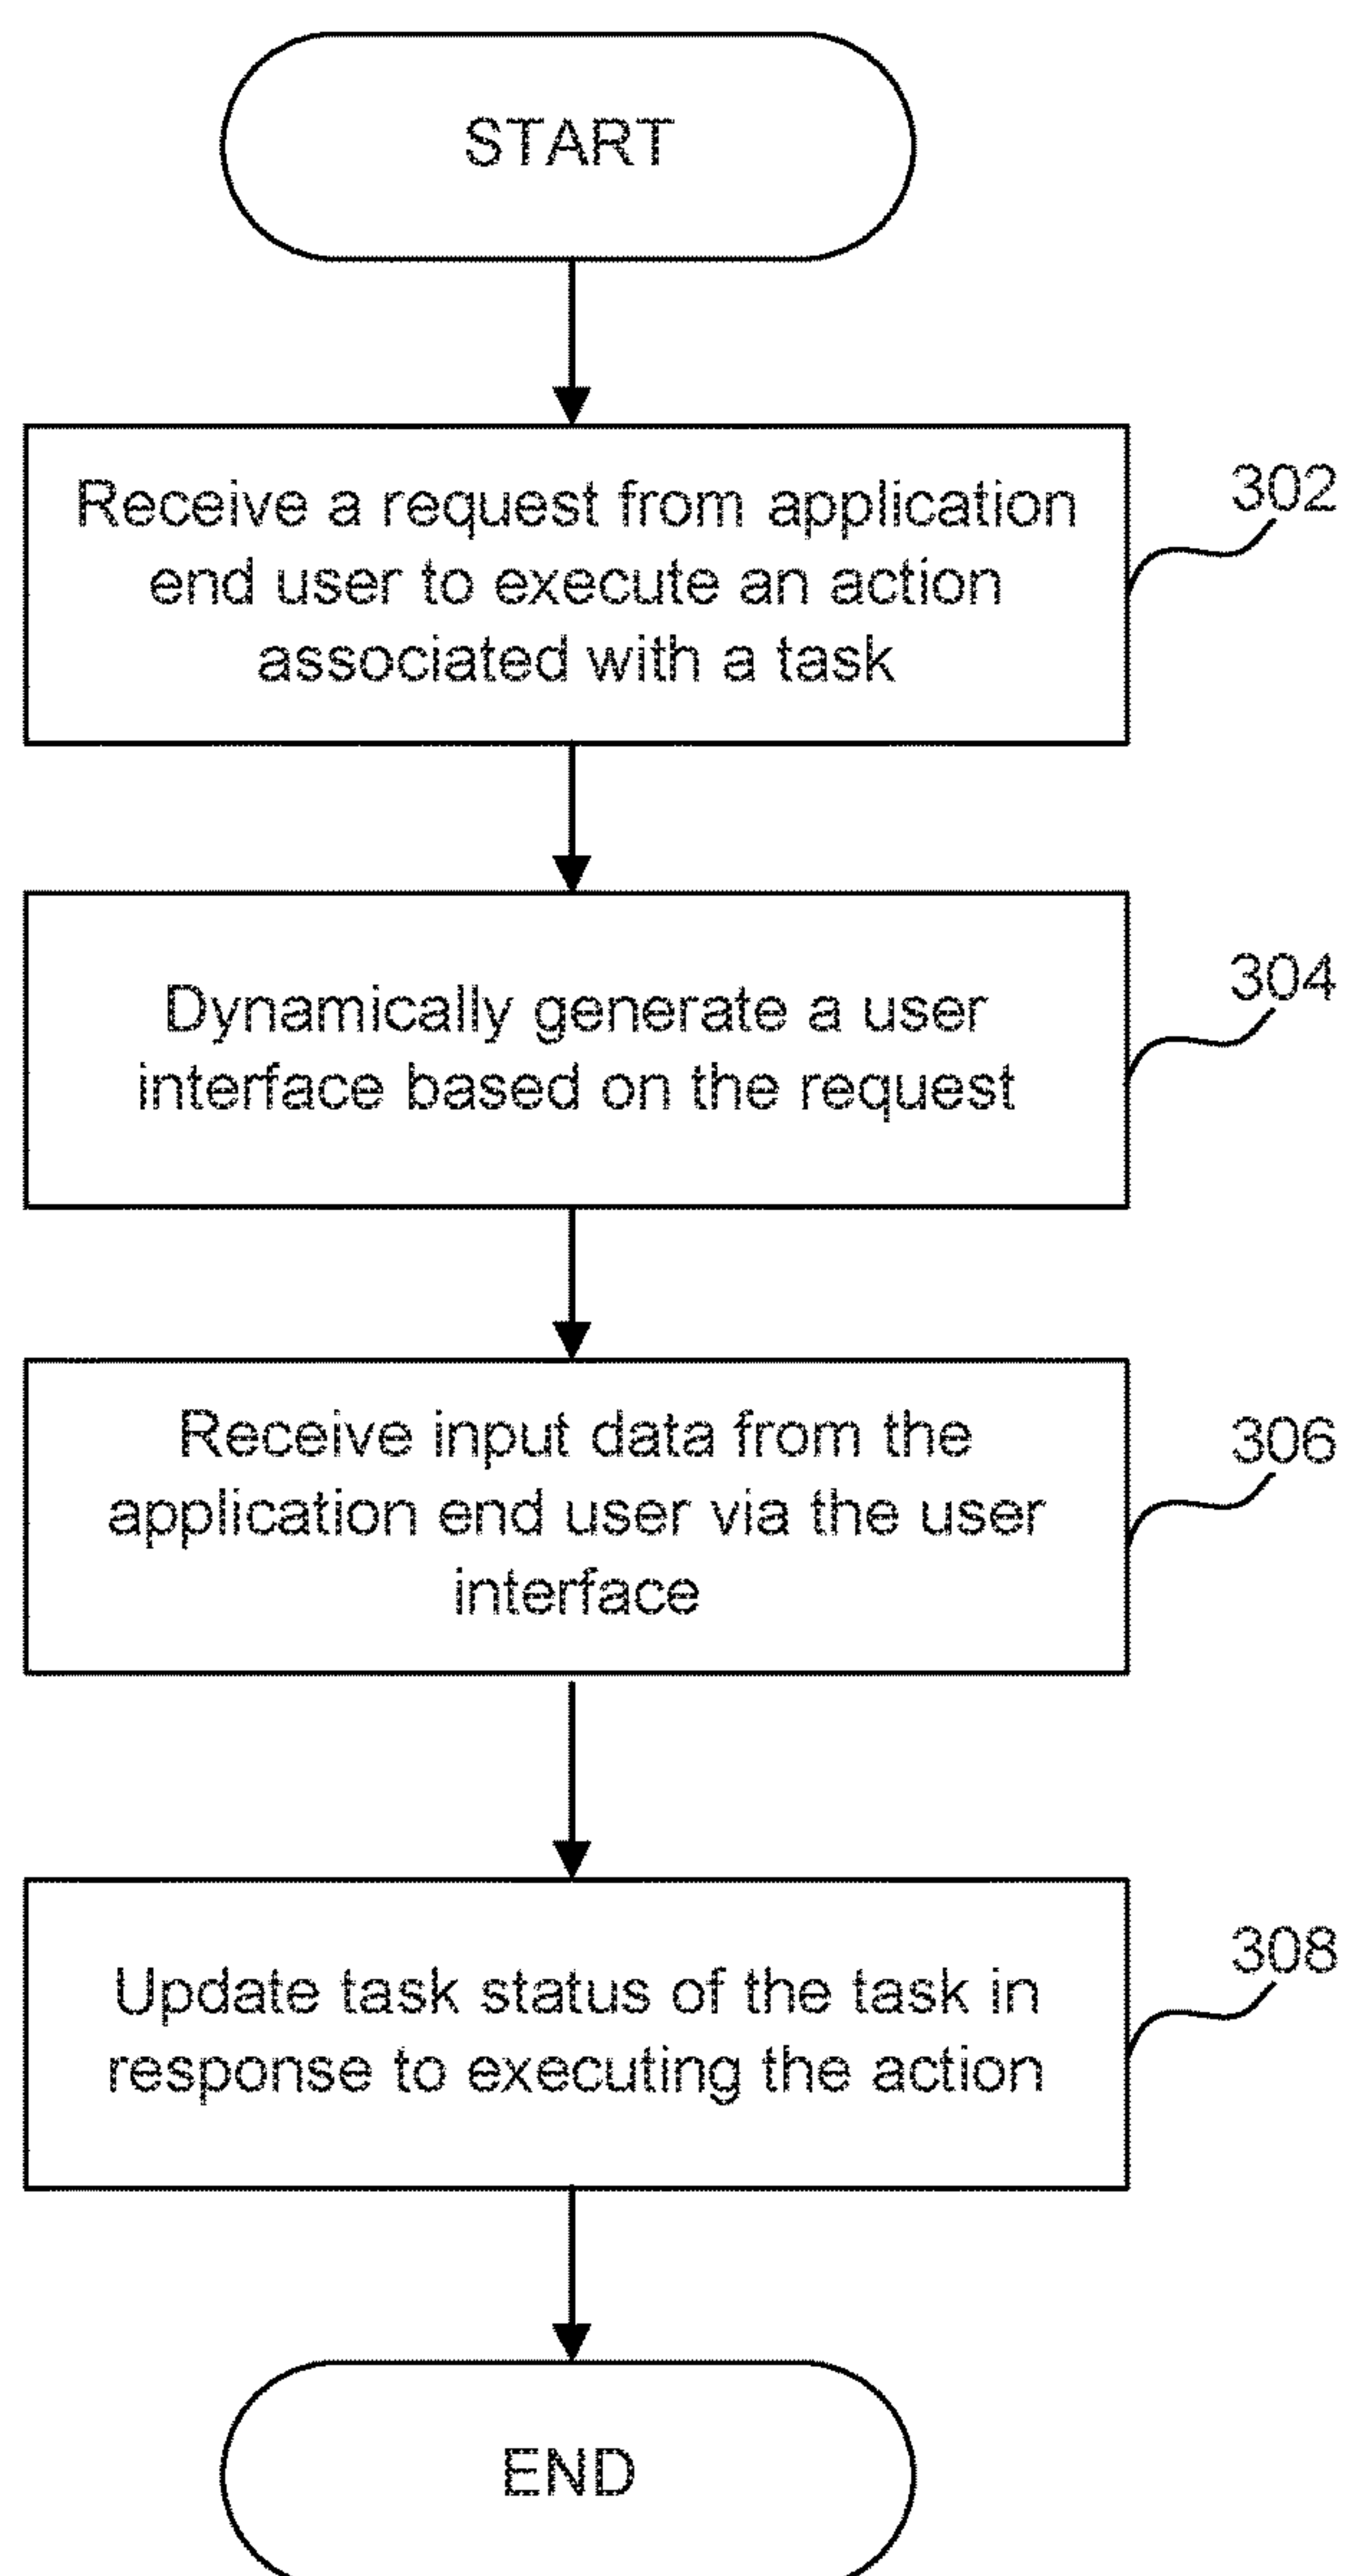 START
Receive a request from application
end user to execute an action
associated with a task
302
Dynamically generate a user
interface based on the request
304
Receive input data from the
application end user via the user
interface
306
Update task status of the task in
response to executing the action
308
END